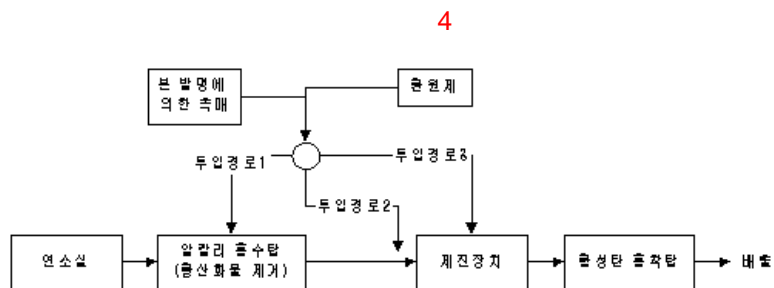 4
본 발명에
의한 촉매
환원제
투입경로1
투입경로3
투입경로2
연소실
알칼리 흡수탑
(황산화물 제거)
제진장치
활성탄 흡착탑
배출